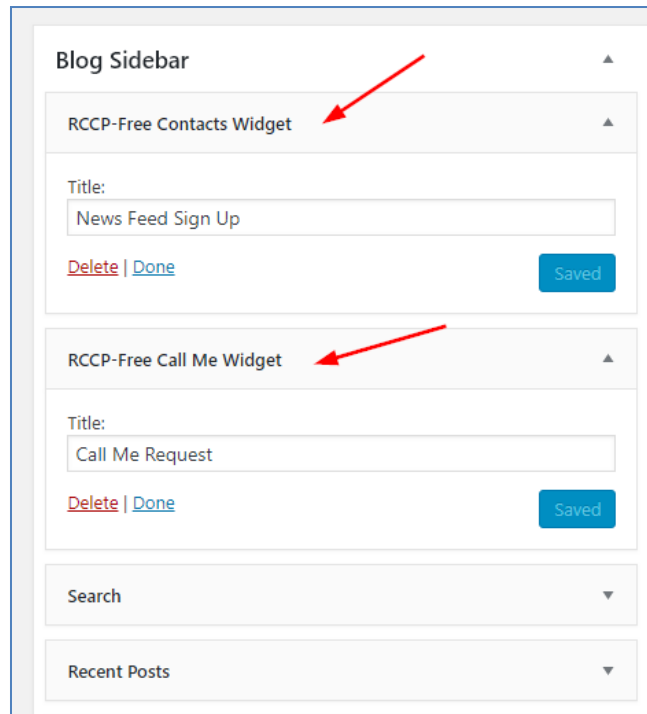 Blog Sidebar
RCCP-Free Contacts Widget
Title:
News Feed Sign Up
Delete | Done
Saved
RCCP-Free Call Me Widget
Title:
Call Me Request
Delete | Done
Saved
Search
Recent Posts